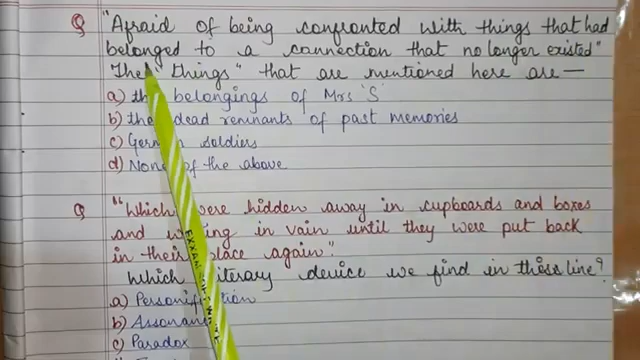 Q "Afraid of being confronted with things that had
belonged to a connection that no longer existed"
The "things" that are mentioned here are —
a) the belongings of Mrs 'S'
b) the dead remnants of past memories
c) German soldiers
d) None of the above
Q "Which were hidden away in cupboards and boxes
and waiting in vain until they were put back
in their place again".
Which literary device we find in these line?
a) Personification
b) Assonance
c) Paradox